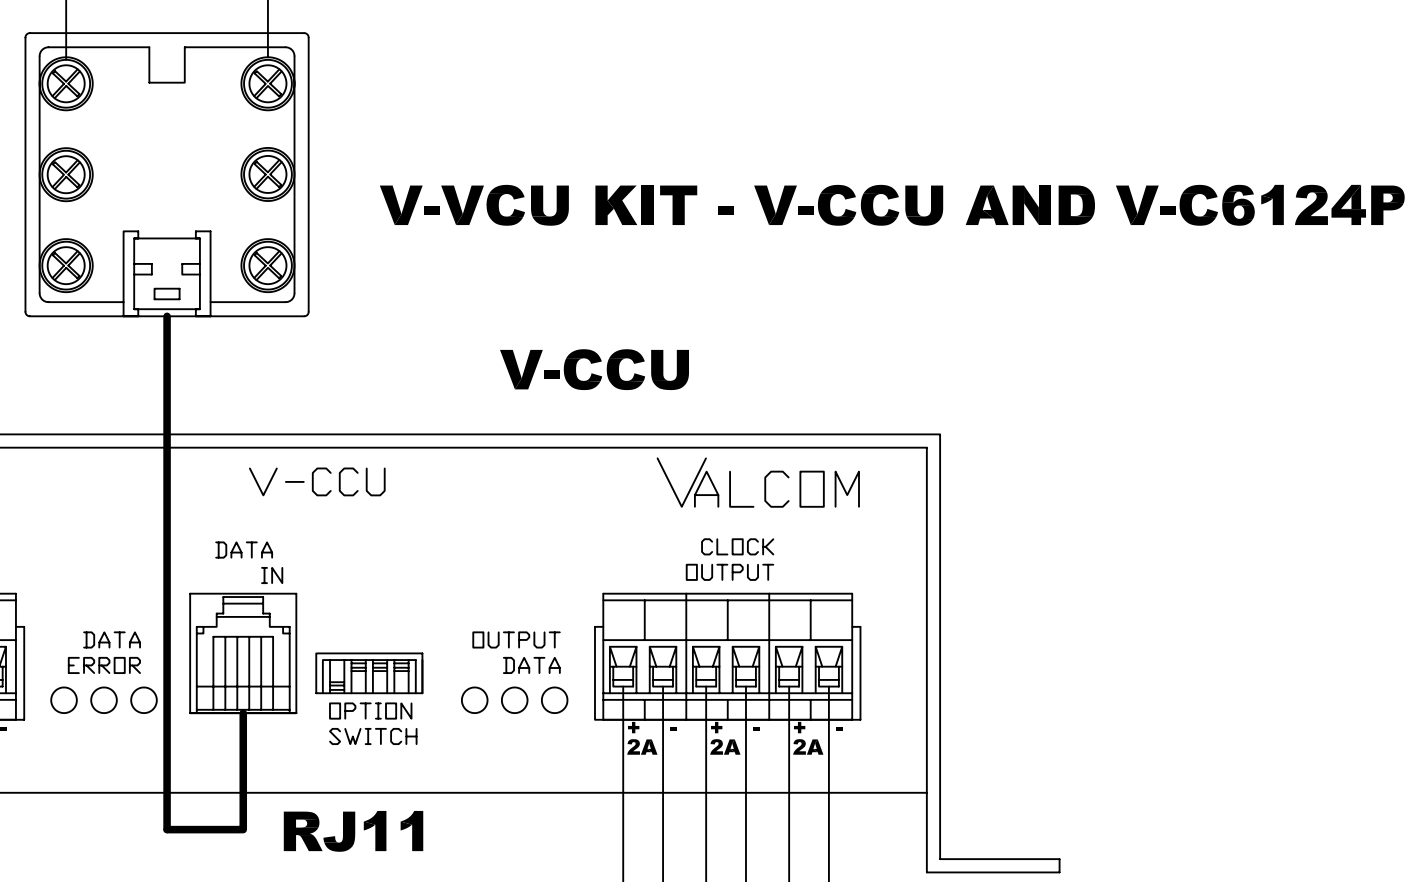 V-VCU KIT - V-CCU AND V-C6124P
V-CCU
V-CCU
VALCOM
DATA
IN
CLOCK
OUTPUT
DATA
ERROR
OPTION
SWITCH
OUTPUT
DATA
-
+ - + - + -
2A 2A 2A
RJ11